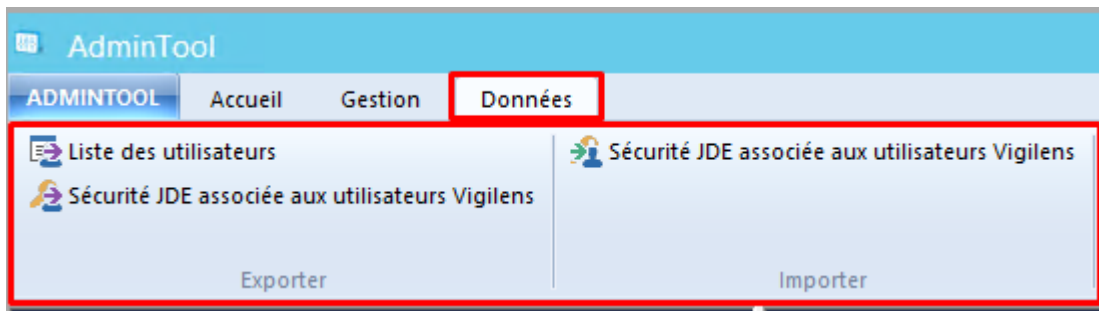 AdminTool
ADMINTOOL Accueil Gestion Données
Liste des utilisateurs
Sécurité JDE associée aux utilisateurs Vigilens
Exporter
Sécurité JDE associée aux utilisateurs Vigilens
Importer